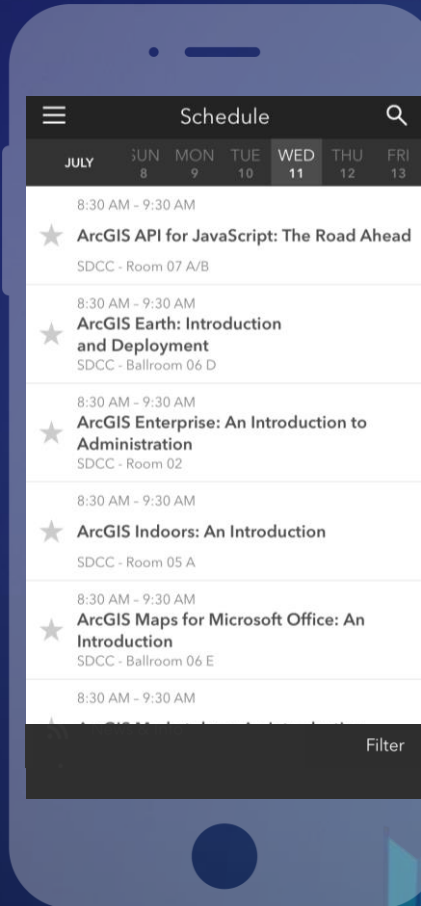 Schedule
JULY
SUN MON TUE WED THU FRI
8 9 10 11 12 13
8:30 AM - 9:30 AM
ArcGIS API for JavaScript: The Road Ahead
SDCC - Room 07 A/B
8:30 AM - 9:30 AM
ArcGIS Earth: Introduction
and Deployment
SDCC - Ballroom 06 D
8:30 AM - 9:30 AM
ArcGIS Enterprise: An Introduction to
Administration
SDCC - Room 02
8:30 AM - 9:30 AM
ArcGIS Indoors: An Introduction
SDCC - Room 05 A
8:30 AM - 9:30 AM
ArcGIS Maps for Microsoft Office: An
Introduction
SDCC - Ballroom 06 E
8:30 AM - 9:30 AM
Filter